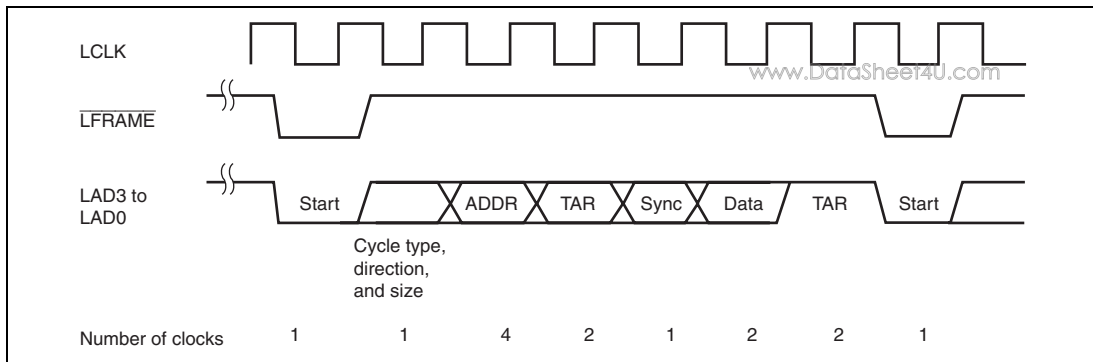 LCLK
www.DataSheet4U.com
LFRAME
LAD3 to
LAD0
Start ADDR TAR Sync Data TAR Start
Cycle type,
direction,
and size
Number of clocks 1 1 4 2 1 2 2 1